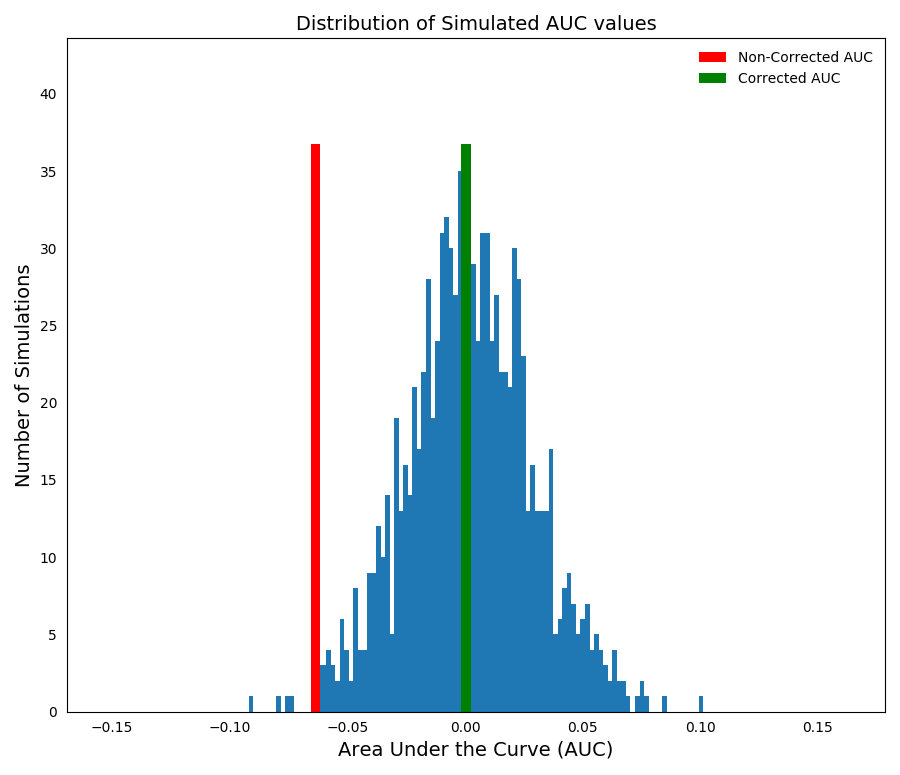 Distribution of Simulated AUC values
Non-Corrected AUC
Corrected AUC
40
35
30
25
20
15
10
5
0
Number of Simulations
−0.15 −0.10 −0.05 0.00 0.05 0.10 0.15
Area Under the Curve (AUC)